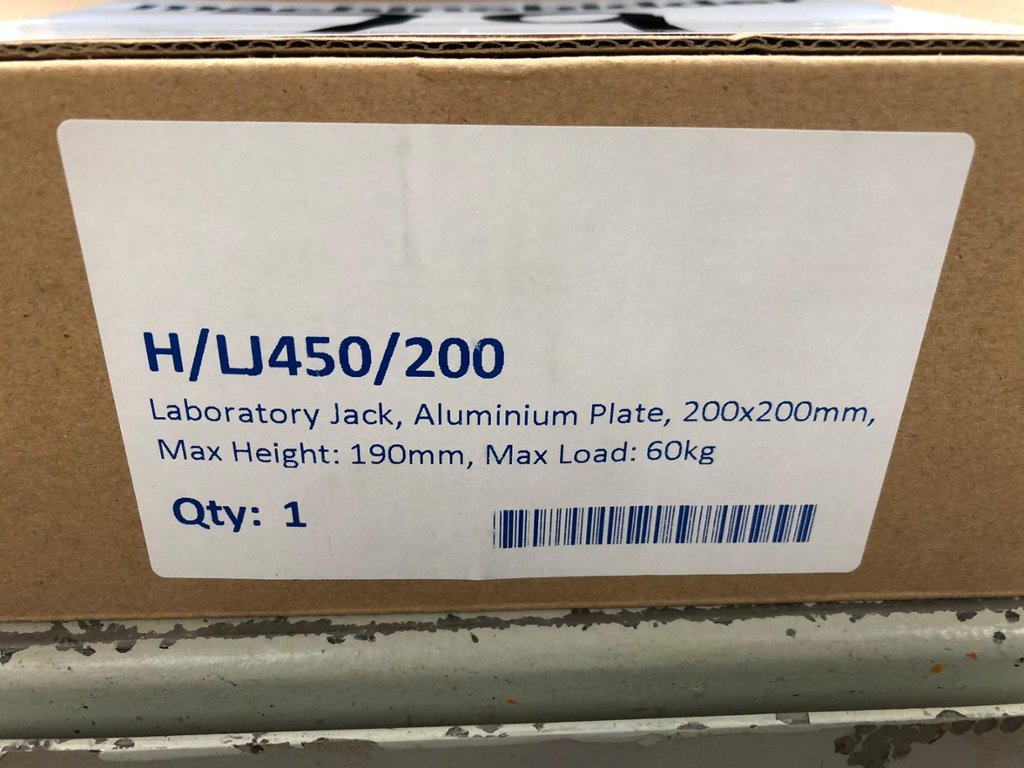 H/LJ450/200
Laboratory Jack, Aluminium Plate, 200x200mm,
Max Height: 190mm, Max Load: 60kg
Qty: 1